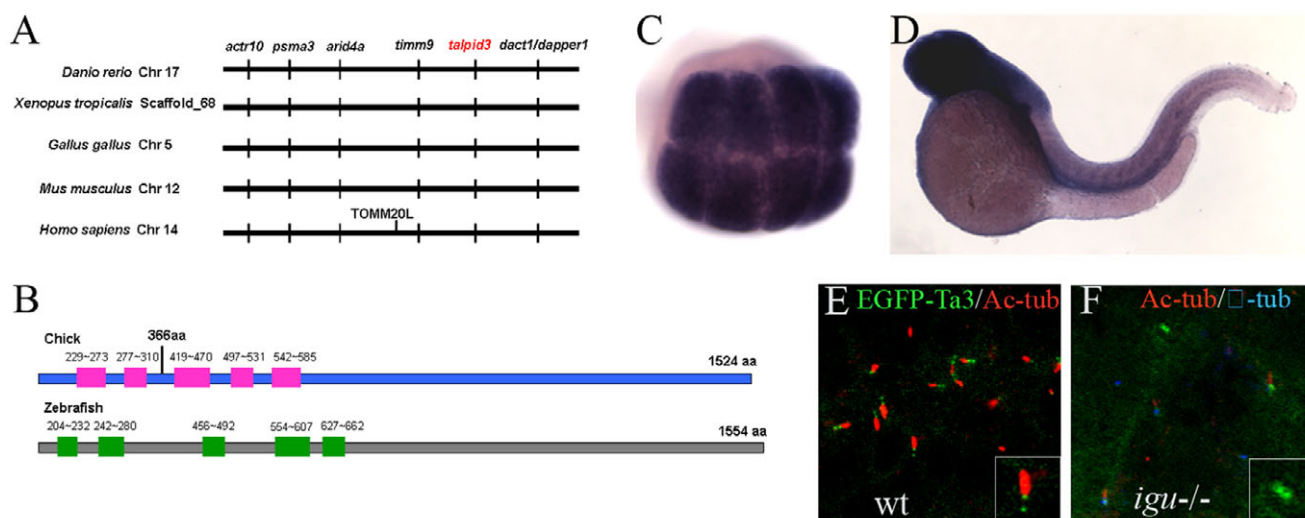 A
actr10 psma3 arid4a timm9 talpid3 dact1/dapper1
Danio rerio Chr 17
Xenopus tropicalis Scaffold_68
Gallus gallus Chr 5
Mus musculus Chr 12
TOMM20L
Homo sapiens Chr 14
B
Chick
366aa
229~273 277~310 419~470 497~531 542~585
1524 aa
Zebrafish
204~232 242~280 456~492 554~607 627~662
1554 aa
C
D
E
EGFP-Ta3/Ac-tub
wt
F
Ac-tub/□-tub
igu-/-